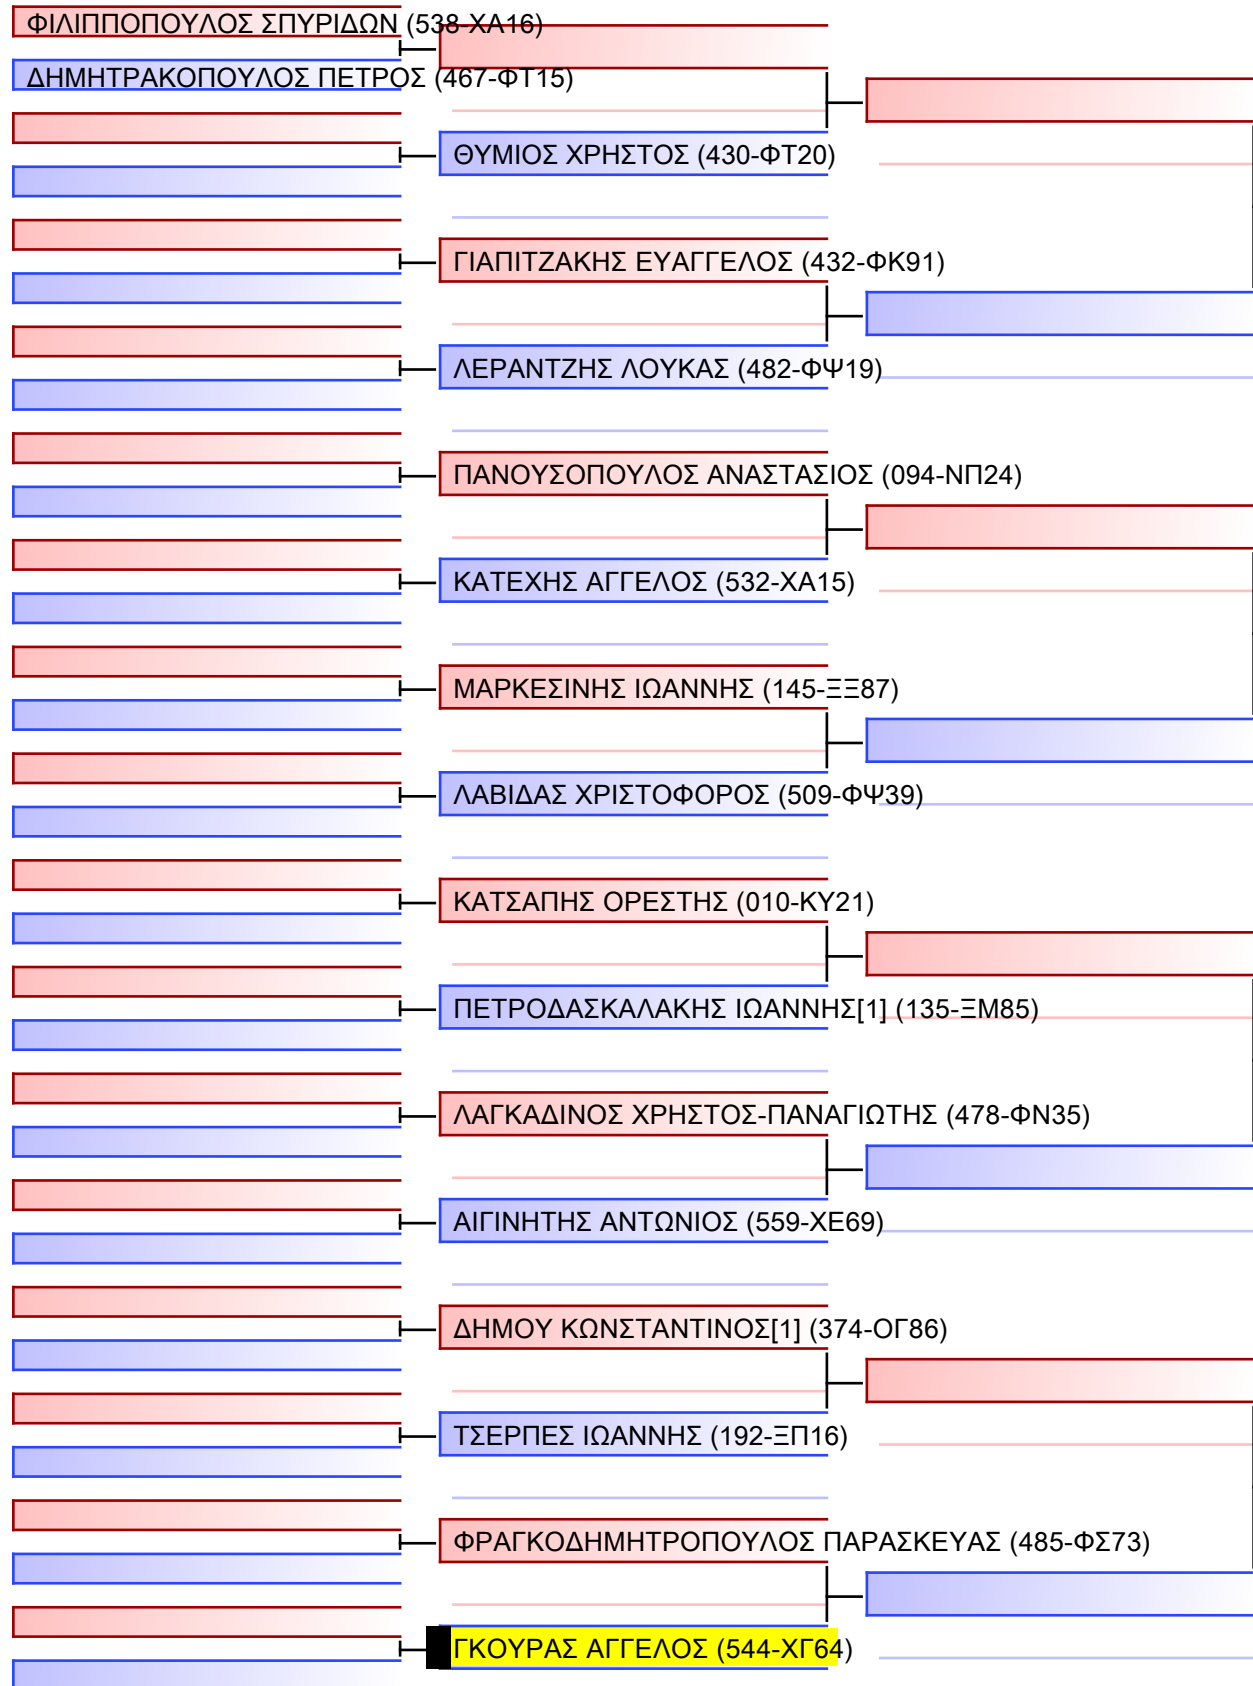 ΦΙΛΙΠΠΟΠΟΥΛΟΣ ΣΠΥΡΙΔΩΝ (538-ΧΑ16)
ΔΗΜΗΤΡΑΚΟΠΟΥΛΟΣ ΠΕΤΡΟΣ (467-ΦΤ15)
ΘΥΜΙΟΣ ΧΡΗΣΤΟΣ (430-ΦΤ20)
ΓΙΑΠΙΤΖΑΚΗΣ ΕΥΑΓΓΕΛΟΣ (432-ΦΚ91)
ΛΕΡΑΝΤΖΗΣ ΛΟΥΚΑΣ (482-ΦΨ19)
ΠΑΝΟΥΣΟΠΟΥΛΟΣ ΑΝΑΣΤΑΣΙΟΣ (094-ΝΠ24)
ΚΑΤΕΧΗΣ ΑΓΓΕΛΟΣ (532-ΧΑ15)
ΜΑΡΚΕΣΙΝΗΣ ΙΩΑΝΝΗΣ (145-ΞΞ87)
ΛΑΒΙΔΑΣ ΧΡΙΣΤΟΦΟΡΟΣ (509-ΦΨ39)
ΚΑΤΣΑΠΗΣ ΟΡΕΣΤΗΣ (010-ΚΥ21)
ΠΕΤΡΟΔΑΣΚΑΛΑΚΗΣ ΙΩΑΝΝΗΣ[1] (135-ΞΜ85)
ΛΑΓΚΑΔΙΝΟΣ ΧΡΗΣΤΟΣ-ΠΑΝΑΓΙΩΤΗΣ (478-ΦΝ35)
ΑΙΓΙΝΗΤΗΣ ΑΝΤΩΝΙΟΣ (559-ΧΕ69)
ΔΗΜΟΥ ΚΩΝΣΤΑΝΤΙΝΟΣ[1] (374-ΟΓ86)
ΤΣΕΡΠΕΣ ΙΩΑΝΝΗΣ (192-ΞΠ16)
ΦΡΑΓΚΟΔΗΜΗΤΡΟΠΟΥΛΟΣ ΠΑΡΑΣΚΕΥΑΣ (485-ΦΣ73)
ΓΚΟΥΡΑΣ ΑΓΓΕΛΟΣ (544-ΧΓ64)